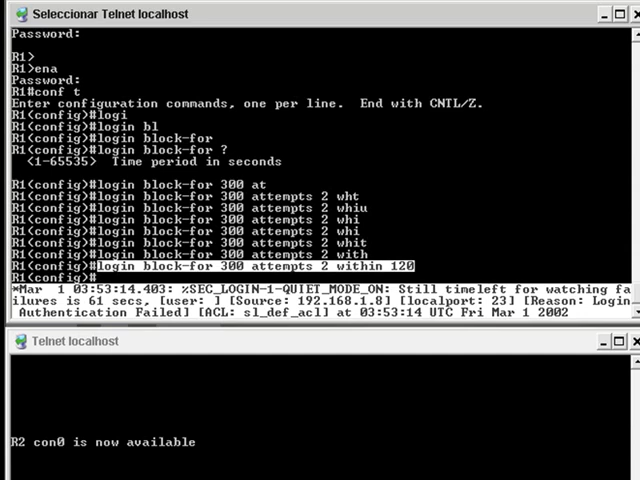 Seleccionar Telnet localhost
Password:
R1>
R1>ena
Password:
R1#conf t
Enter configuration commands, one per line.  End with CNTL/Z.
R1(config)#logi
R1(config)#login bl
R1(config)#login block-for
R1(config)#login block-for ?
  <1-65535>  Time period in seconds
R1(config)#login block-for 300 at
R1(config)#login block-for 300 attempts 2 wht
R1(config)#login block-for 300 attempts 2 whiu
R1(config)#login block-for 300 attempts 2 whi
R1(config)#login block-for 300 attempts 2 whi
R1(config)#login block-for 300 attempts 2 whit
R1(config)#login block-for 300 attempts 2 with
R1(config)#login block-for 300 attempts 2 within 120
R1(config)#
*Mar  1 03:53:14.403: %SEC_LOGIN-1-QUIET_MODE_ON: Still timeleft for watching fa
ilures is 61 secs, [user: ] [Source: 192.168.1.8] [localport: 23] [Reason: Login
 Authentication Failed] [ACL: sl_def_acl] at 03:53:14 UTC Fri Mar 1 2002
Telnet localhost
R2 con0 is now available